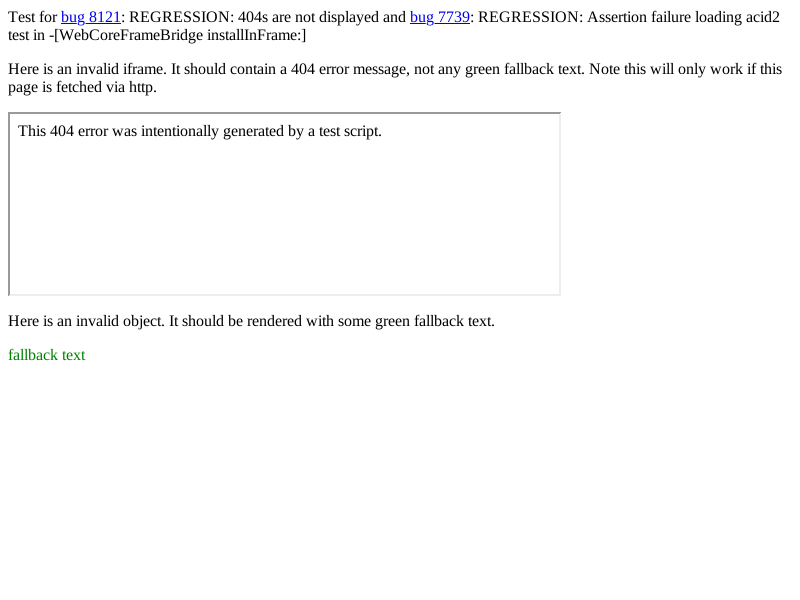 Test for bug 8121: REGRESSION: 404s are not displayed and bug 7739: REGRESSION: Assertion failure loading acid2
test in -[WebCoreFrameBridge installInFrame:]
Here is an invalid iframe. It should contain a 404 error message, not any green fallback text. Note this will only work if this
page is fetched via http.
This 404 error was intentionally generated by a test script.
Here is an invalid object. It should be rendered with some green fallback text.
fallback text